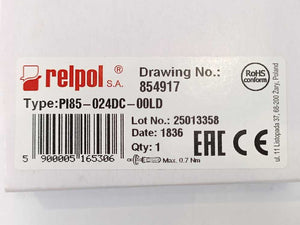 relpol S.A.
Drawing No.:
854917
RoHS
conform
ul. 11 Listopada 37, 68-200 Żary, Poland
Type:PI85-024DC-00LD
Lot No.: 25013358
Date: 1836
Qty: 1
EAC CE
5 900005 165306
Max. 0.7 Nm